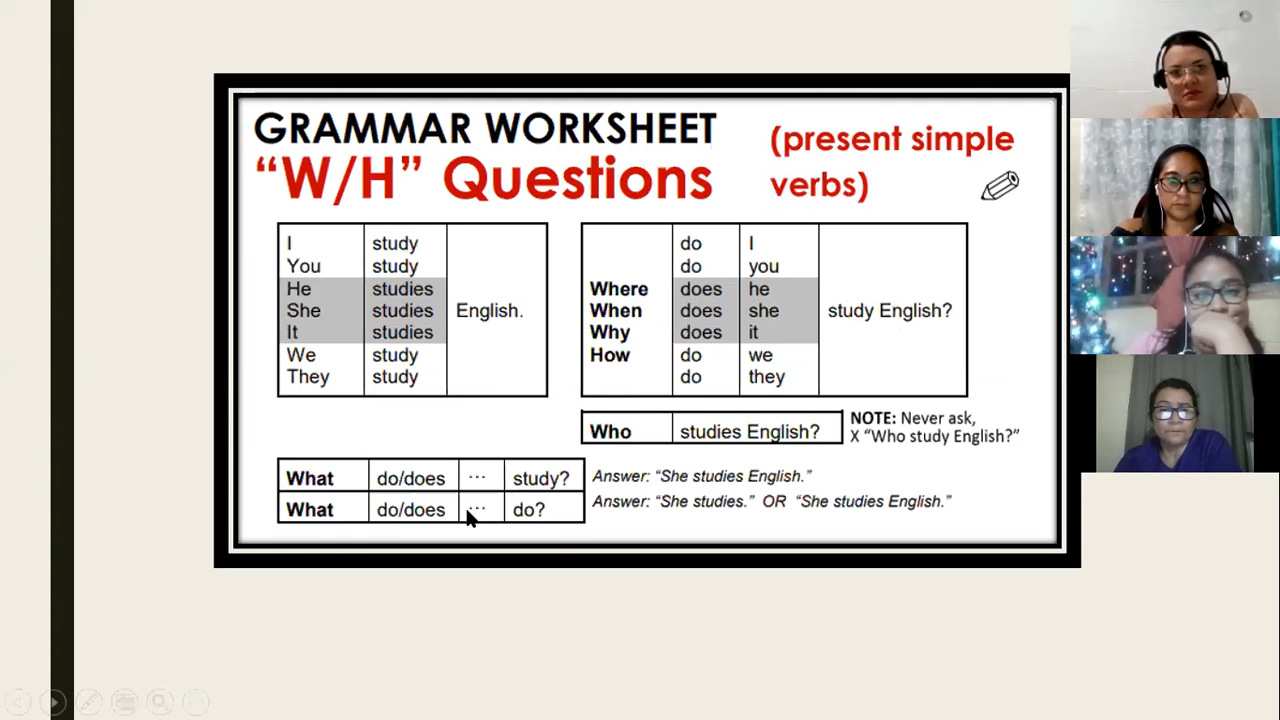 GRAMMAR WORKSHEET
“W/H” Questions
(present simple
verbs)
I study
You study
He studies
She studies English.
It studies
We study
They study
do I
do you
Where does he
When does she study English?
Why does it
How do we
do they
Who studies English?
NOTE: Never ask,
X “Who study English?”
What do/does ... study? Answer: “She studies English.”
What do/does ... do? Answer: “She studies.” OR “She studies English.”